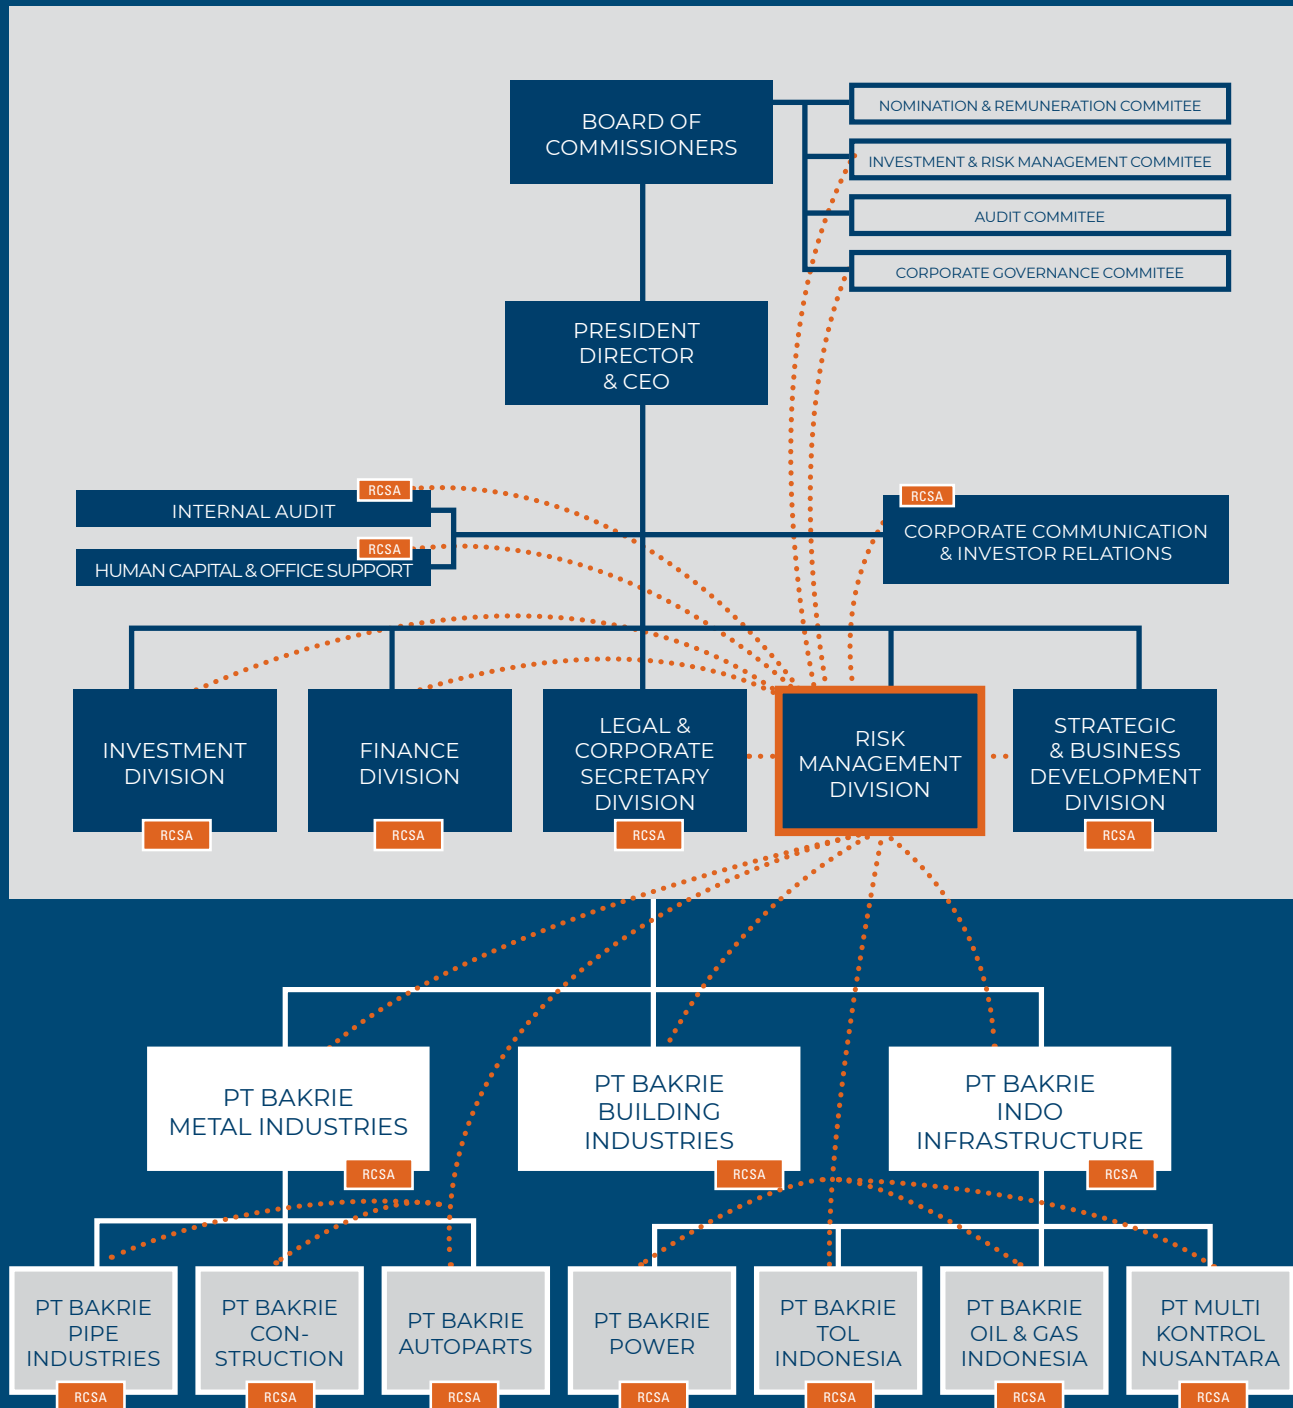 BOARD OF
COMMISSIONERS
NOMINATION & REMUNERATION COMMITEE
INVESTMENT & RISK MANAGEMENT COMMITEE
AUDIT COMMITEE
CORPORATE GOVERNANCE COMMITEE
PRESIDENT
DIRECTOR
& CEO
RCSA
INTERNAL AUDIT
RCSA
HUMAN CAPITAL & OFFICE SUPPORT
RCSA
CORPORATE COMMUNICATION
& INVESTOR RELATIONS
INVESTMENT
DIVISION
RCSA
FINANCE
DIVISION
RCSA
LEGAL &
CORPORATE
SECRETARY
DIVISION
RCSA
RISK
MANAGEMENT
DIVISION
STRATEGIC
& BUSINESS
DEVELOPMENT
DIVISION
RCSA
PT BAKRIE
METAL INDUSTRIES
RCSA
PT BAKRIE
BUILDING
INDUSTRIES
RCSA
PT BAKRIE
INDO
INFRASTRUCTURE
RCSA
PT BAKRIE
PIPE
INDUSTRIES
RCSA
PT BAKRIE
CON-
STRUCTION
RCSA
PT BAKRIE
AUTOPARTS
RCSA
PT BAKRIE
POWER
RCSA
PT BAKRIE
TOL
INDONESIA
RCSA
PT BAKRIE
OIL & GAS
INDONESIA
RCSA
PT MULTI
KONTROL
NUSANTARA
RCSA